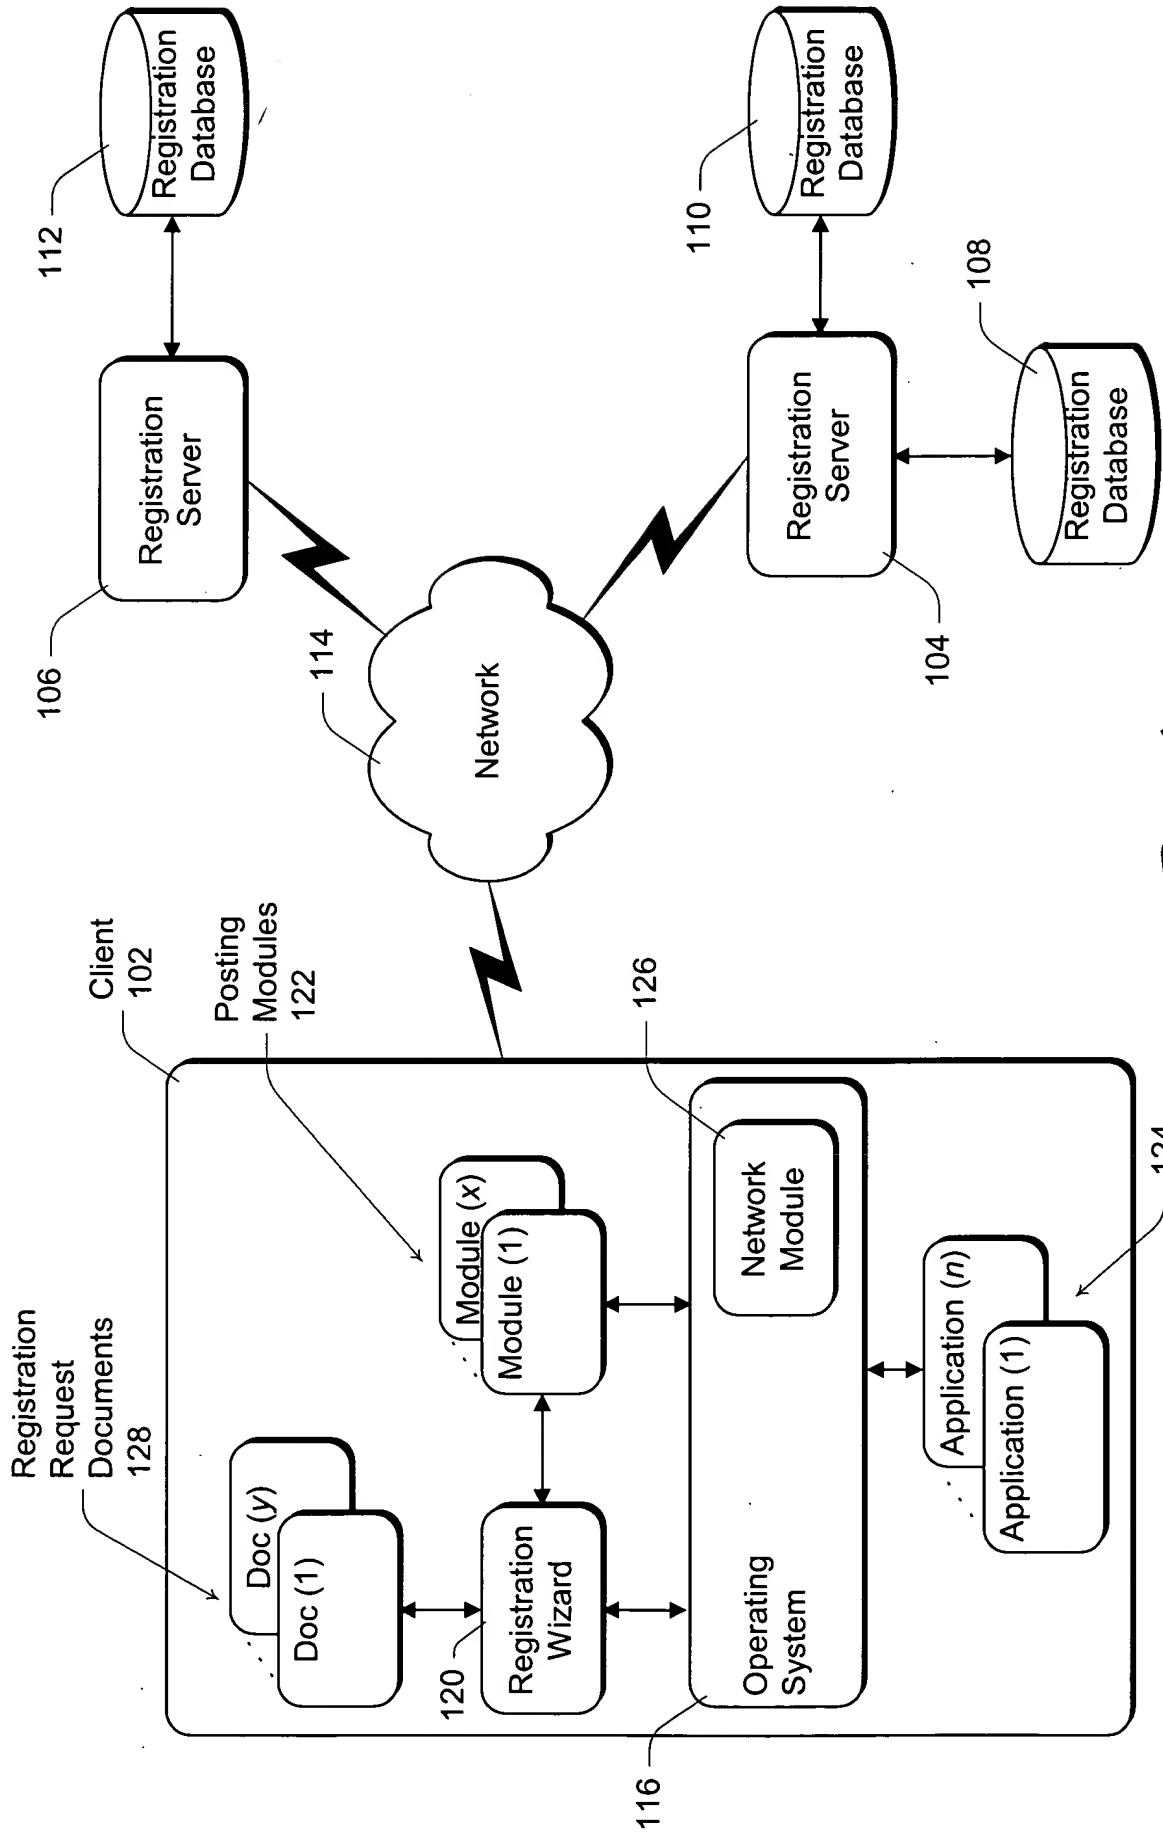 Registration
Request
Documents
128
Client
102
Posting
Modules
122
Doc (y)
Doc (1)
Module (x)
Module (1)
120
Registration
Wizard
126
Network
Module
Operating
System
116
Application (n)
Application (1)
124
114
Network
106
Registration
Server
112
Registration
Database
104
Registration
Server
110
Registration
Database
108
Registration
Database